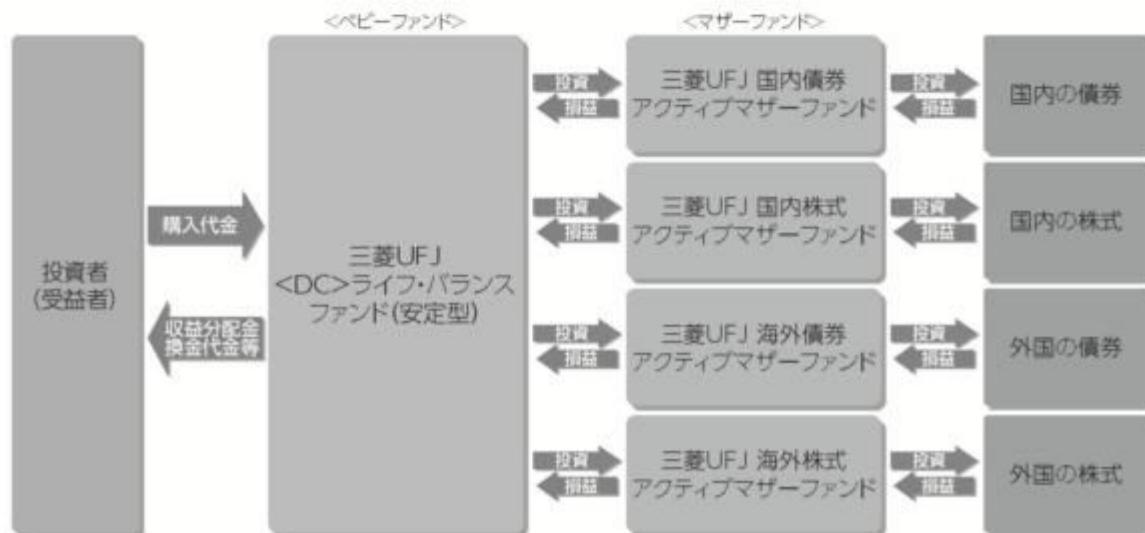 <ベビーファンド>
<マザーファンド>
投資者
(受益者)
購入代金
収益分配金
換金代金等
三菱UFJ
<DC>ライフ・バランス
ファンド(安定型)
投資
損益
三菱UFJ 国内債券
アクティブマザーファンド
投資
損益
国内の債券
投資
損益
三菱UFJ 国内株式
アクティブマザーファンド
投資
損益
国内の株式
投資
損益
三菱UFJ 海外債券
アクティブマザーファンド
投資
損益
外国の債券
投資
損益
三菱UFJ 海外株式
アクティブマザーファンド
投資
損益
外国の株式